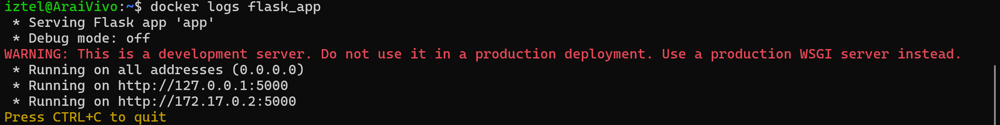 iztel@AraiVivo:~$ docker logs flask_app
 * Serving Flask app 'app'
 * Debug mode: off
WARNING: This is a development server. Do not use it in a production deployment. Use a production WSGI server instead.
 * Running on all addresses (0.0.0.0)
 * Running on http://127.0.0.1:5000
 * Running on http://172.17.0.2:5000
Press CTRL+C to quit